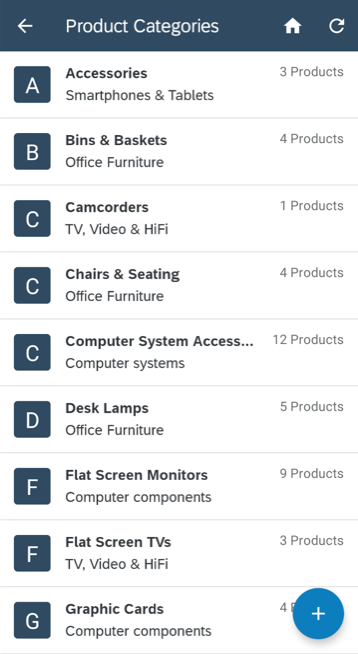 Product Categories
A
Accessories
3 Products
Smartphones & Tablets
B
Bins & Baskets
4 Products
Office Furniture
C
Camcorders
1 Products
TV, Video & HiFi
C
Chairs & Seating
4 Products
Office Furniture
C
Computer System Access...
12 Products
Computer systems
D
Desk Lamps
5 Products
Office Furniture
F
Flat Screen Monitors
9 Products
Computer components
F
Flat Screen TVs
3 Products
TV, Video & HiFi
G
Graphic Cards
4
Computer components